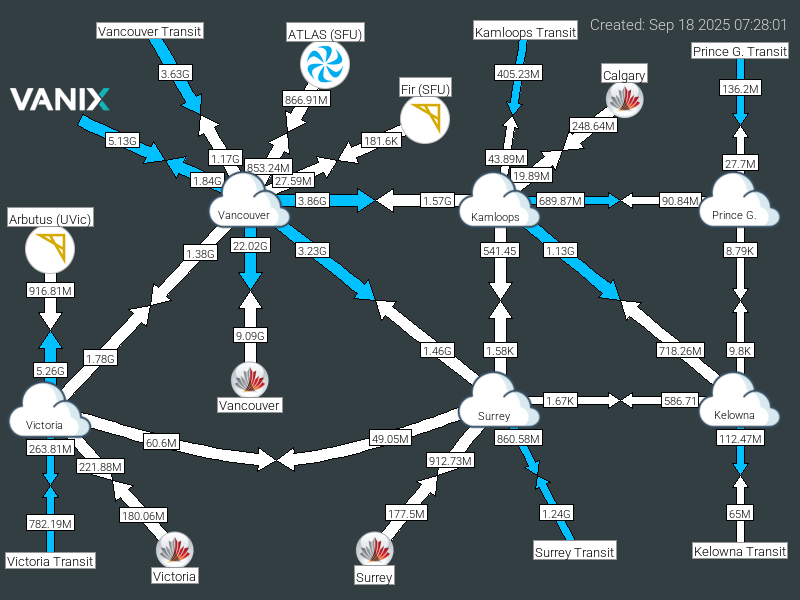 Created: Sep 18 2025 07:28:01
Vancouver Transit
ATLAS (SFU)
Kamloops Transit
Prince G. Transit
3.63G
405.23M
Calgary
136.2M
VANIX
866.91M
Fir (SFU)
248.64M
5.13G
181.6K
1.17G
853.24M
43.89M
27.7M
1.84G
27.59M
19.89M
3.86G
1.57G
689.87M
90.84M
Vancouver
Kamloops
Prince G.
Arbutus (UVic)
1.38G
22.02G
3.23G
541.45
1.13G
8.79K
916.81M
9.09G
1.78G
1.46G
1.58K
718.26M
9.8K
5.26G
Vancouver
1.67K
586.71
Victoria
Surrey
Kelowna
60.6M
49.05M
860.58M
112.47M
263.81M
221.88M
912.73M
782.19M
180.06M
177.5M
1.24G
65M
Victoria Transit
Victoria
Surrey
Surrey Transit
Kelowna Transit